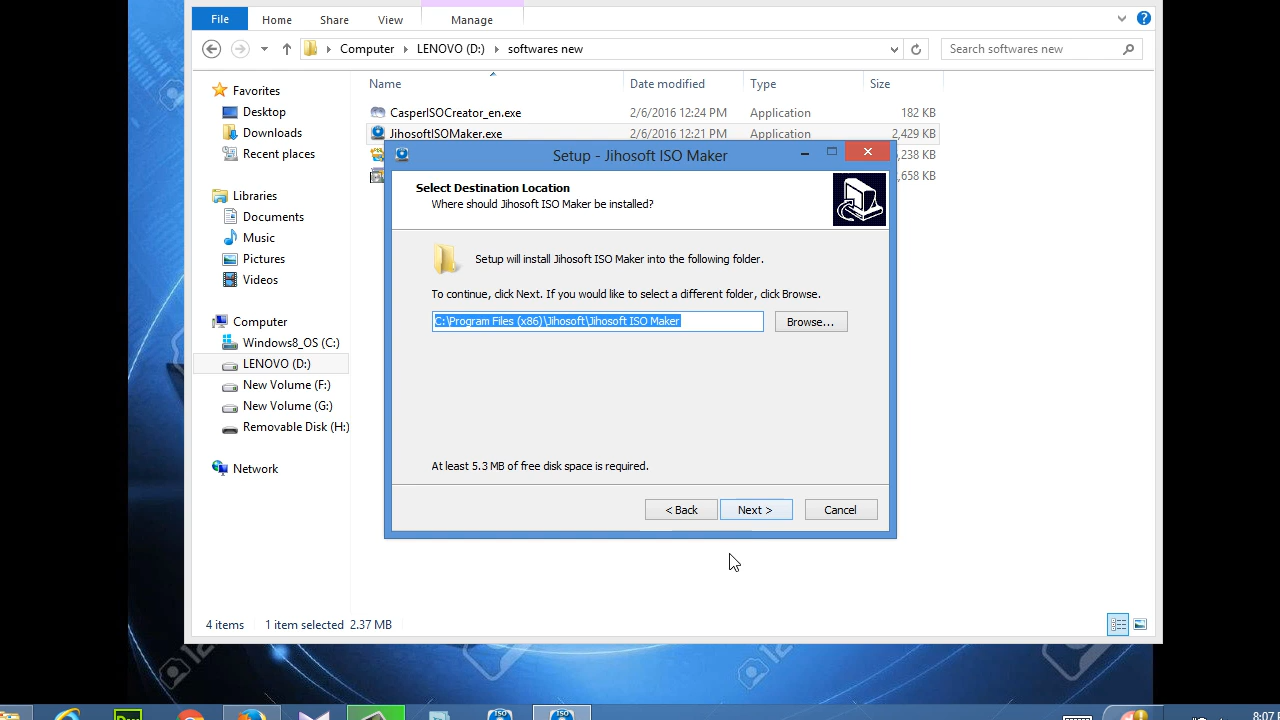 File Home Share View Manage
Computer LENOVO (D:) softwares new Search softwares new
Name Date modified Type Size
CasperISOCreator_en.exe 2/6/2016 12:24 PM Application 182 KB
JihosoftISOMaker.exe 2/6/2016 12:21 PM Application 2,429 KB
,238 KB
,658 KB
Favorites
Desktop
Downloads
Recent places
Libraries
Documents
Music
Pictures
Videos
Computer
Windows8_OS (C:)
LENOVO (D:)
New Volume (F:)
New Volume (G:)
Removable Disk (H:)
Network
Setup - Jihosoft ISO Maker
Select Destination Location
Where should Jihosoft ISO Maker be installed?
Setup will install Jihosoft ISO Maker into the following folder.
To continue, click Next. If you would like to select a different folder, click Browse.
C:\Program Files (x86)\Jihosoft\Jihosoft ISO Maker
Browse...
At least 5.3 MB of free disk space is required.
< Back Next > Cancel
4 items 1 item selected 2.37 MB